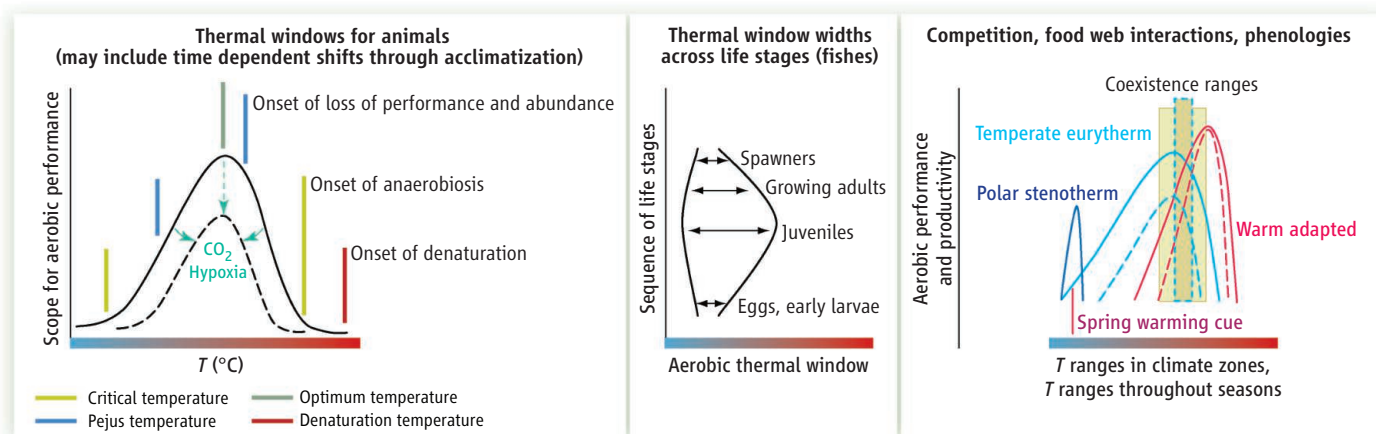 Thermal windows for animals
(may include time dependent shifts through acclimatization)
Scope for aerobic performance
Onset of loss of performance and abundance
Onset of anaerobiosis
CO2
Hypoxia
Onset of denaturation
T (°C)
Critical temperature
Optimum temperature
Pejus temperature
Denaturation temperature
Thermal window widths
across life stages (fishes)
Sequence of life stages
Spawners
Growing adults
Juveniles
Eggs, early larvae
Aerobic thermal window
Competition, food web interactions, phenologies
Aerobic performance
and productivity
Coexistence ranges
Temperate eurytherm
Polar stenotherm
Warm adapted
Spring warming cue
T ranges in climate zones,
T ranges throughout seasons